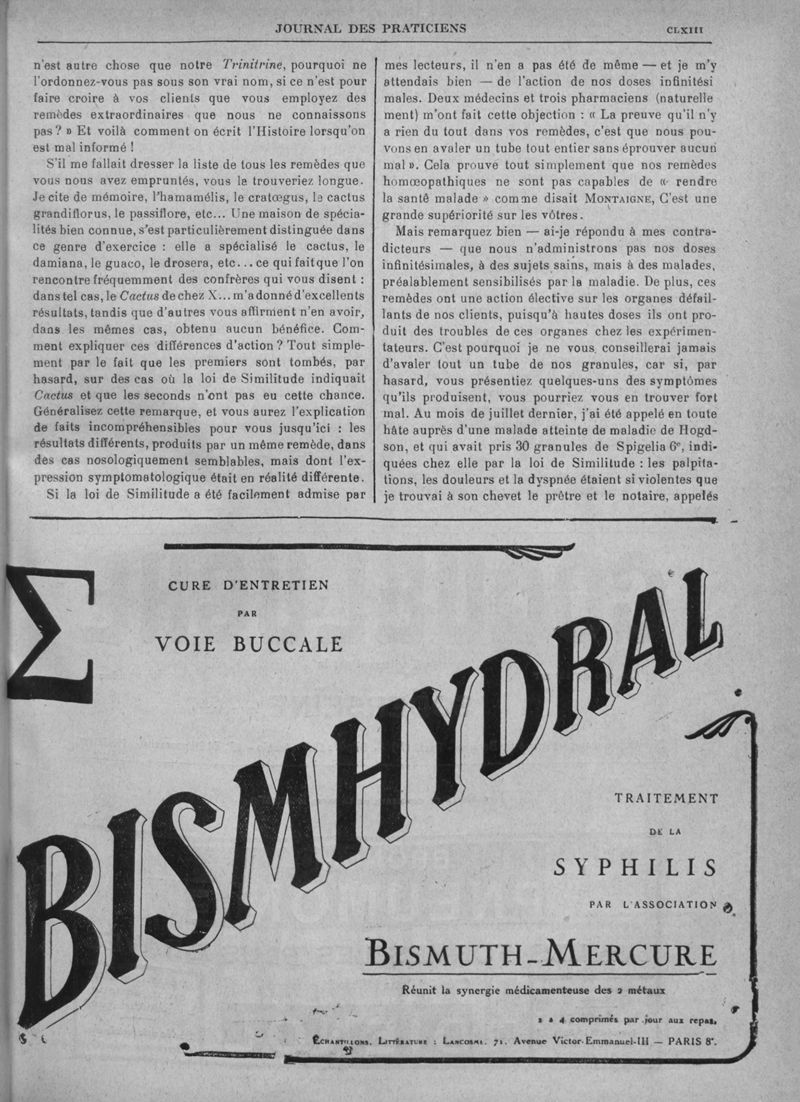 JOURNAL DES PRATICIENS
CLXIII
n'est autre chose que notre Trinitrine, pourquoi ne
l'ordonnez-vous pas sous son vrai nom, si ce n'est pour
faire croire à vos clients que vous employez des
remèdes extraordinaires que nous ne connaissons
pas ? » Et voilà comment on écrit l'Histoire lorsqu'on
est mal informé !
S'il me fallait dresser la liste de tous les remèdes que
vous nous avez empruntés, vous la trouveriez longue.
Je cite de mémoire, l'hamamélis, le cratœgus, le cactus
grandiflorus, le passiflore, etc... Une maison de spécia-
lités bien connue, s'est particulièrement distinguée dans
ce genre d'exercice : elle a spécialisé le cactus, le
damiana, le guaco, le drosera, etc... ce qui fait que l'on
rencontre fréquemment des confrères qui vous disent :
dans tel cas, le Cactus de chez X... m'a donné d'excellents
résultats, tandis que d'autres vous affirment n'en avoir,
dans les mêmes cas, obtenu aucun bénéfice. Com-
ment expliquer ces différences d'action ? Tout simple-
ment par le fait que les premiers sont tombés, par
hasard, sur des cas où la loi de Similitude indiquait
Cactus et que les seconds n'ont pas eu cette chance.
Généralisez cette remarque, et vous aurez l'explication
de faits incompréhensibles pour vous jusqu'ici : les
résultats différents, produits par un même remède, dans
des cas nosologiquement semblables, mais dont l'ex-
pression symptomatologique était en réalité différente.
Si la loi de Similitude a été facilement admise par
mes lecteurs, il n'en a pas été de même — et je m'y
attendais bien — de l'action de nos doses infinitési
males. Deux médecins et trois pharmaciens (naturelle
ment) m'ont fait cette objection : « La preuve qu'il n'y
a rien du tout dans vos remèdes, c'est que nous pou-
vons en avaler un tube tout entier sans éprouver aucun
mal ». Cela prouve tout simplement que nos remèdes
homœopathiques ne sont pas capables de « rendre
la santé malade » comme disait MONTAIGNE, C'est une
grande supériorité sur les vôtres.
Mais remarquez bien — ai-je répondu à mes contra-
dicteurs — que nous n'administrons pas nos doses
infinitésimales, à des sujets sains, mais à des malades,
préalablement sensibilisés par la maladie. De plus, ces
remèdes ont une action élective sur les organes défail-
lants de nos clients, puisqu'à hautes doses ils ont pro-
duit des troubles de ces organes chez les expérimen-
tateurs. C'est pourquoi je ne vous conseillerai jamais
d'avaler tout un tube de nos granules, car si, par
hasard, vous présentiez quelques-uns des symptômes
qu'ils produisent, vous pourriez vous en trouver fort
mal. Au mois de juillet dernier, j'ai été appelé en toute
hâte auprès d'une malade atteinte de maladie de Hogd-
son, et qui avait pris 30 granules de Spigelia 6e, indi-
quées chez elle par la loi de Similitude : les palpita-
tions, les douleurs et la dyspnée étaient si violentes que
je trouvai à son chevet le prêtre et le notaire, appelés
Σ
CURE D'ENTRETIEN
PAR
VOIE BUCCALE
BISMHYDRAL
TRAITEMENT
DE LA
SYPHILIS
PAR L'ASSOCIATION
BISMUTH-MERCURE
Réunit la synergie médicamenteuse des 2 métaux
2 à 4 comprimés par jour aux repas.
ÉCHANTILLONS, LITTÉRATURE : LANCOSME, 71, Avenue Victor-Emmanuel-III — PARIS 8e.